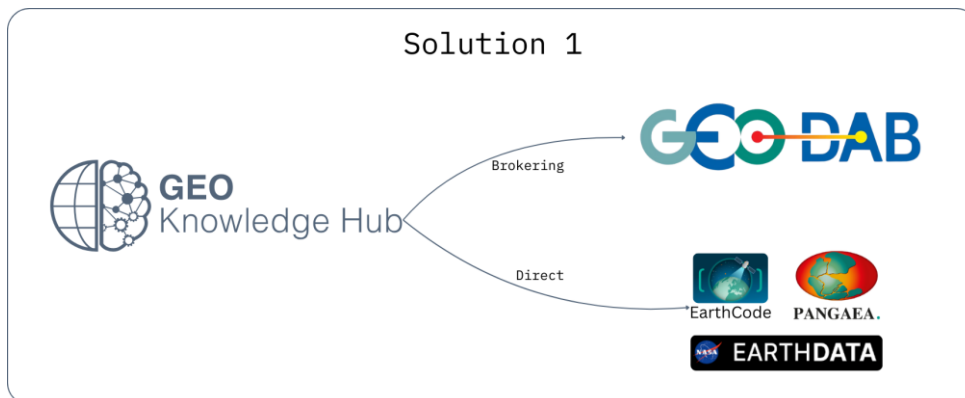 Solution 1
GEO DAB
Brokering
GEO
Knowledge Hub
Direct
EarthCode
PANGAEA.
NASA EARTHDATA